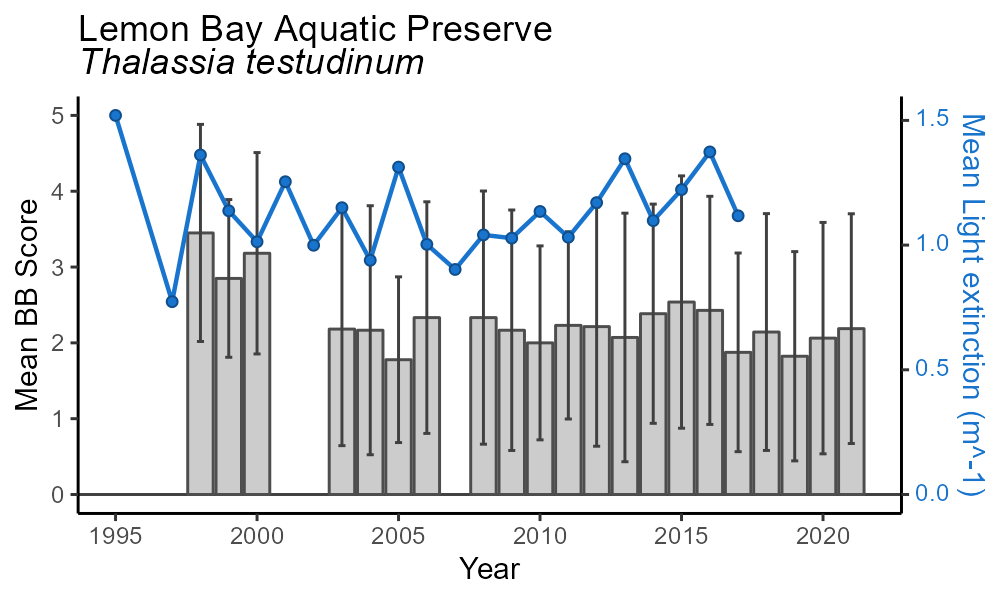 Lemon Bay Aquatic Preserve
Thalassia testudinum
Mean BB Score
5
4
3
2
1
0
1.5
1.0
0.5
0.0
Mean Light extinction (m^-1)
1995 2000 2005 2010 2015 2020
Year